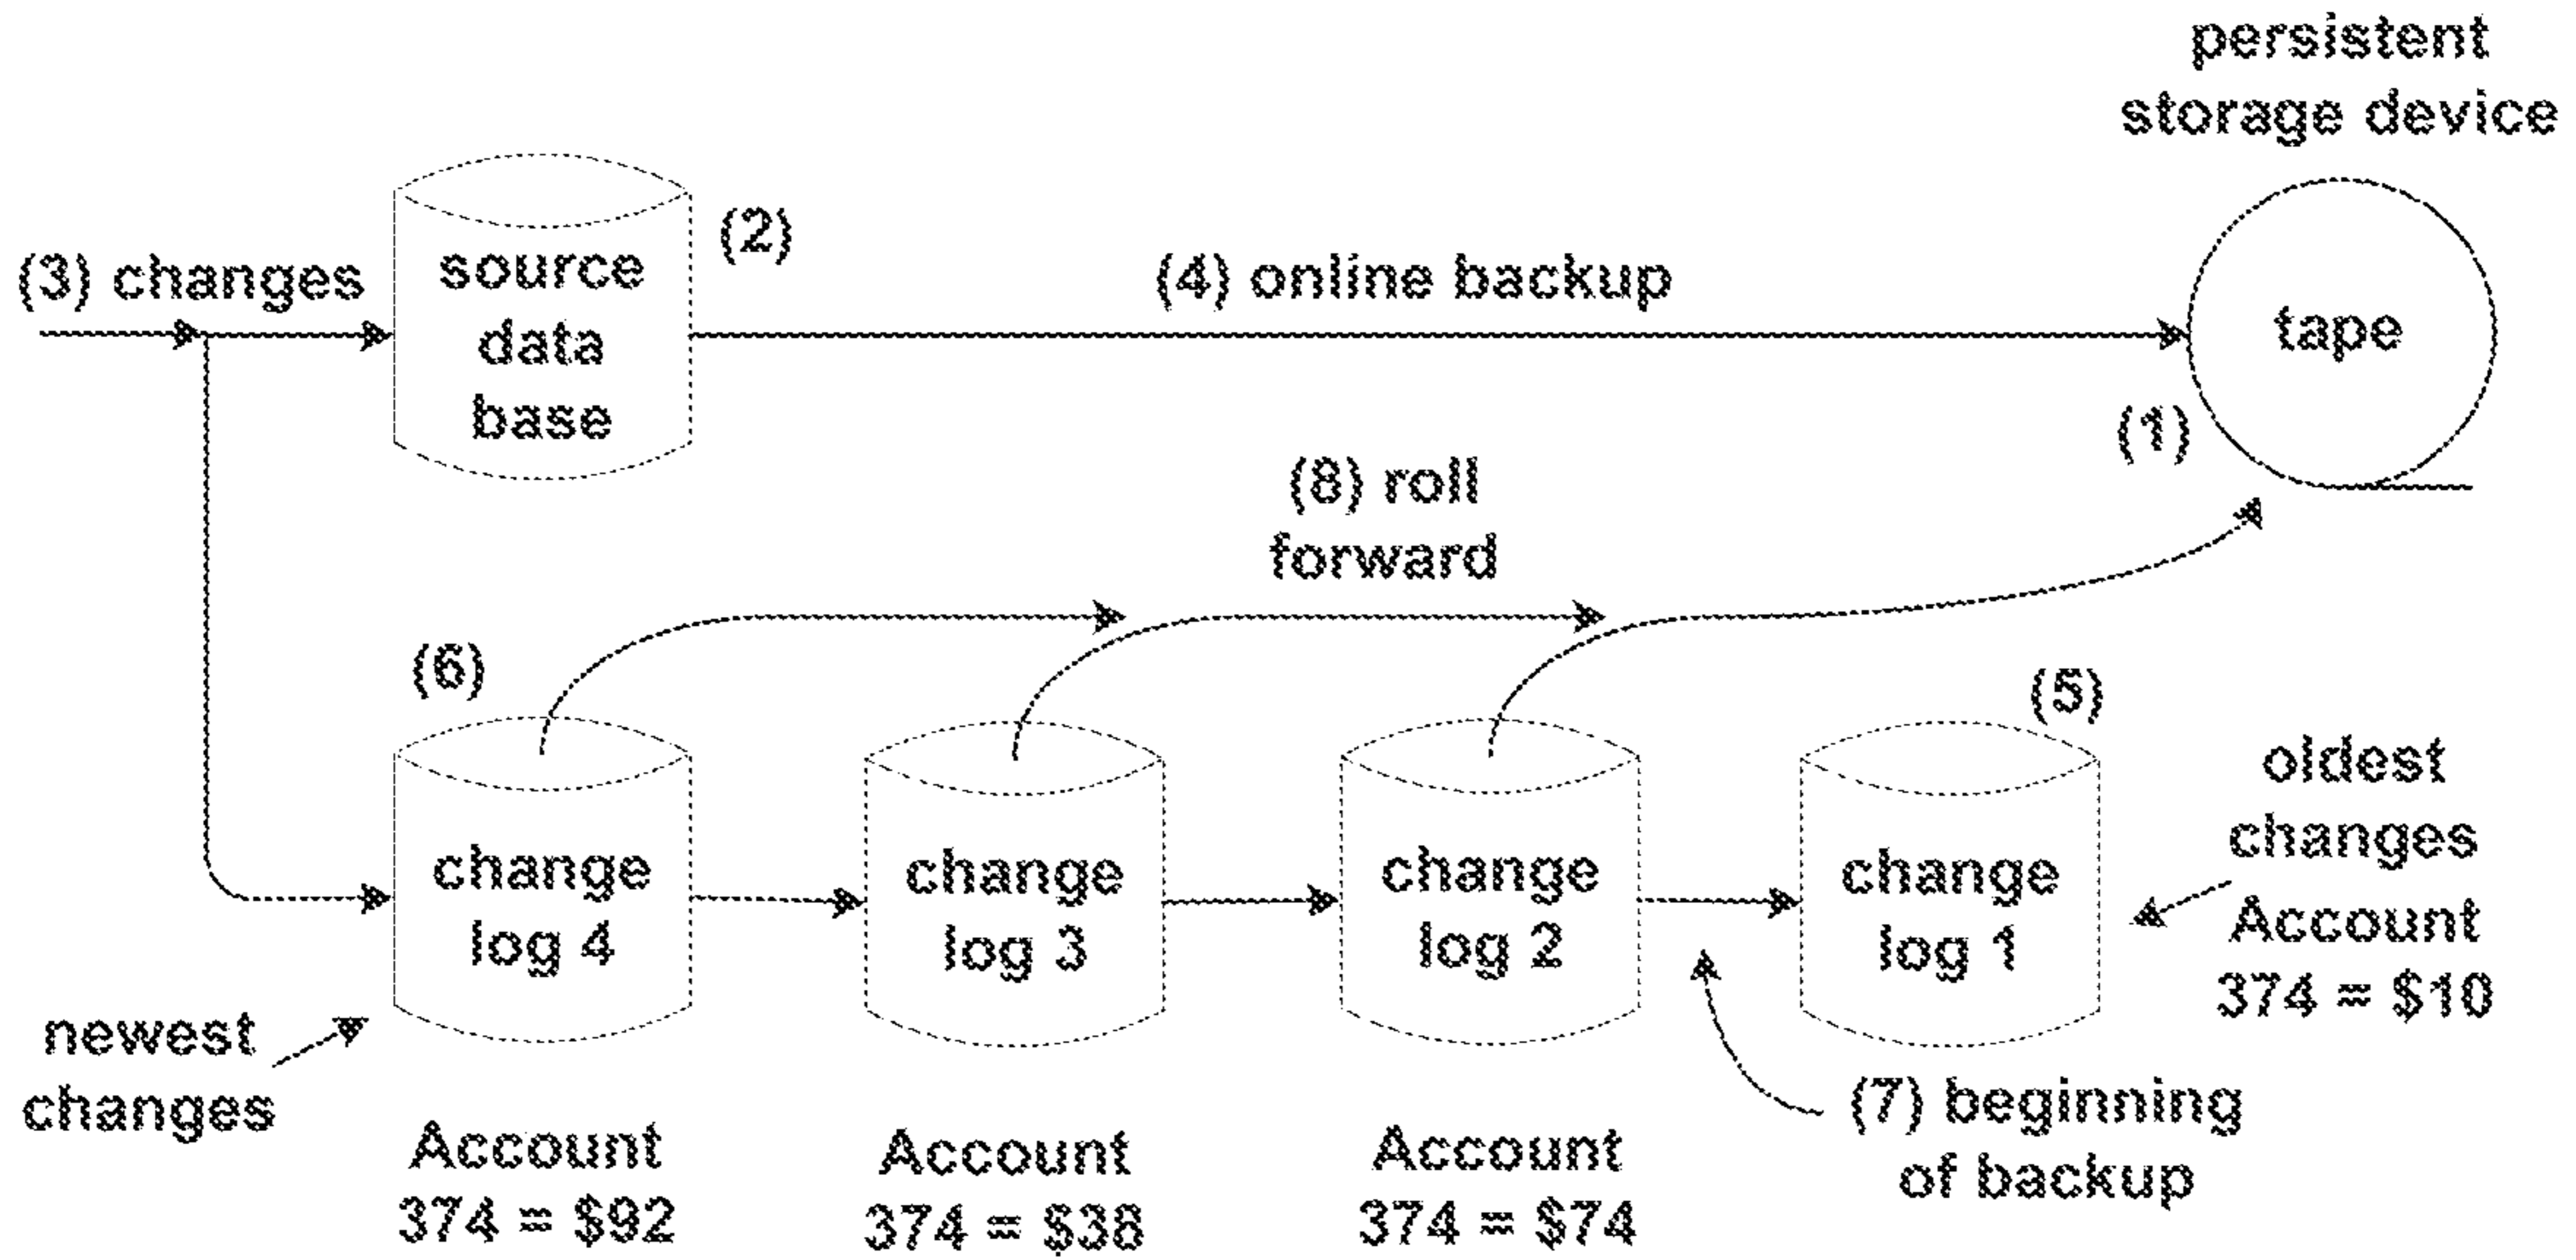 persistent
storage device
(3) changes
source
data
base
(2)
(4) online backup
tape
(1)
(8) roll
forward
(6)
(5)
change
log 4
change
log 3
change
log 2
change
log 1
oldest
changes
Account
374 = $10
newest
changes
(7) beginning
of backup
Account
374 = $92
Account
374 = $38
Account
374 = $74